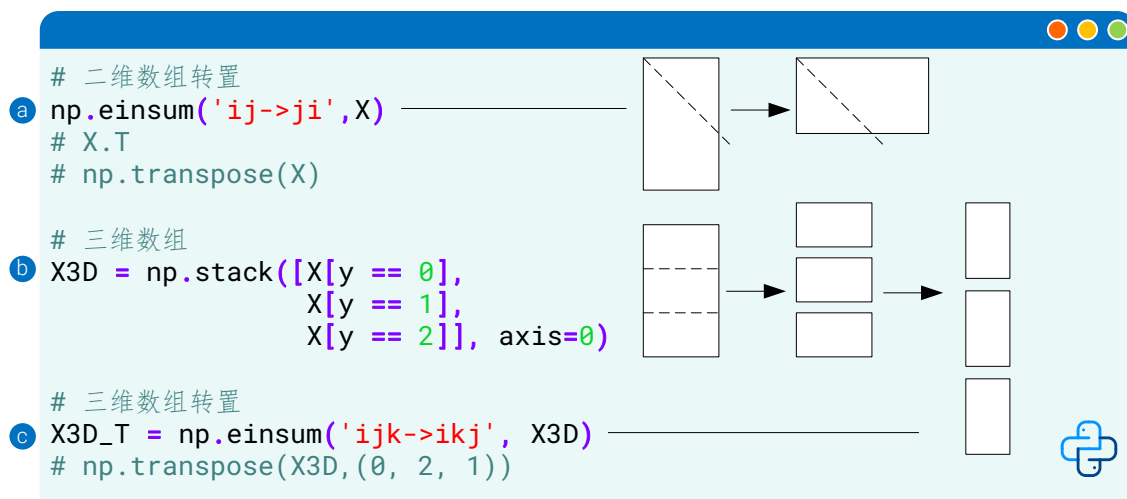 # 二维数组转置
a np.einsum('ij->ji',X)
# X.T
# np.transpose(X)
# 三维数组
b X3D = np.stack([X[y == 0],
X[y == 1],
X[y == 2]], axis=0)
# 三维数组转置
c X3D_T = np.einsum('ijk->ikj', X3D)
# np.transpose(X3D,(0, 2, 1))